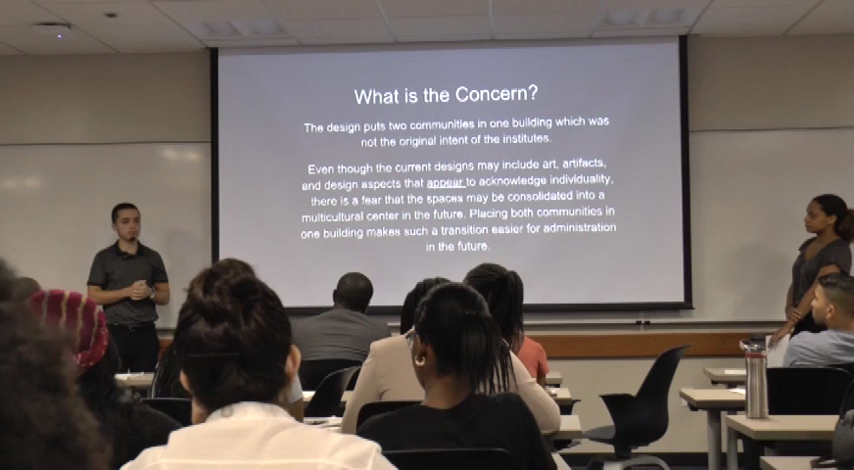 What is the Concern?
The design puts two communities in one building which was
not the original intent of the institutes.
Even though the current designs may include art, artifacts,
and design aspects that appear to acknowledge individuality,
there is a fear that the spaces may be consolidated into a
multicultural center in the future. Placing both communities in
one building makes such a transition easier for administration
in the future.